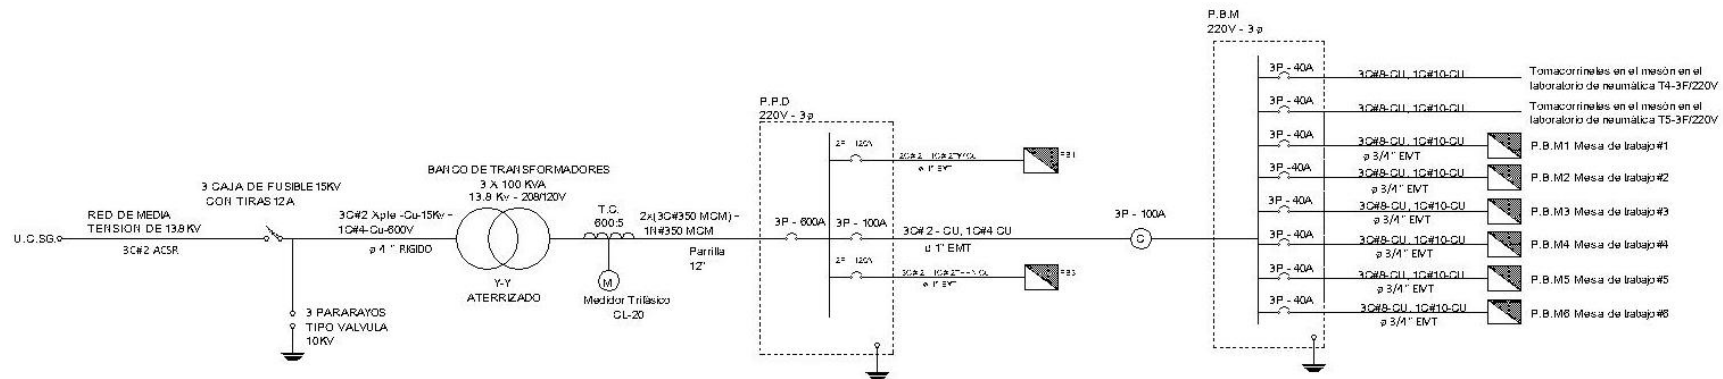 U.C.SG.
RED DE MEDIA
TENSION DE 13.8KV
3C#2 ACSR
3 CAJA DE FUSIBLE 15KV
CON TIRAS 12A
3 PARARAYOS
TIPO VALVULA
10KV
3C#2 Xple -Cu-15Kv -
1C#4-Cu-600V
ø 4 " RIGIDO
BANCO DE TRANSFORMADORES
3 X 100 KVA
13.8 Kv - 208/120V
Y-Y
ATERRIZADO
T.C.
600:5
M
Medidor Trifásico
CL-20
2x(3C#350 MCM) -
1N#350 MCM
Parrilla
12"
P.P.D
220V - 3 ø
3P - 600A
3P - 100A
3C# 2 - CU, 1C#4 CU
1" EMT
3P - 100A
C
P.B.M
220V - 3 ø
3P - 40A
3C#8-CU, 1C#10-CU
Tomacorrientes en el mesón en el
laboratorio de neumática T4-3F/220V
3P - 40A
3C#8-CU, 1C#10-CU
Tomacorrientes en el mesón en el
laboratorio de neumática T5-3F/220V
3P - 40A
3C#8-CU, 1C#10-CU
ø 3/4" EMT
P.B.M1 Mesa de trabajo#1
3P - 40A
3C#8-CU, 1C#10-CU
ø 3/4" EMT
P.B.M2 Mesa de trabajo #2
3P - 40A
3C#8-CU, 1C#10-CU
ø 3/4" EMT
P.B.M3 Mesa de trabajo #3
3P - 40A
3C#8-CU, 1C#10-CU
ø 3/4" EMT
P.B.M4 Mesa de trabajo #4
3P - 40A
3C#8-CU, 1C#10-CU
ø 3/4" EMT
P.B.M5 Mesa de trabajo #5
3P - 40A
3C#8-CU, 1C#10-CU
ø 3/4" EMT
P.B.M6 Mesa de trabajo #6